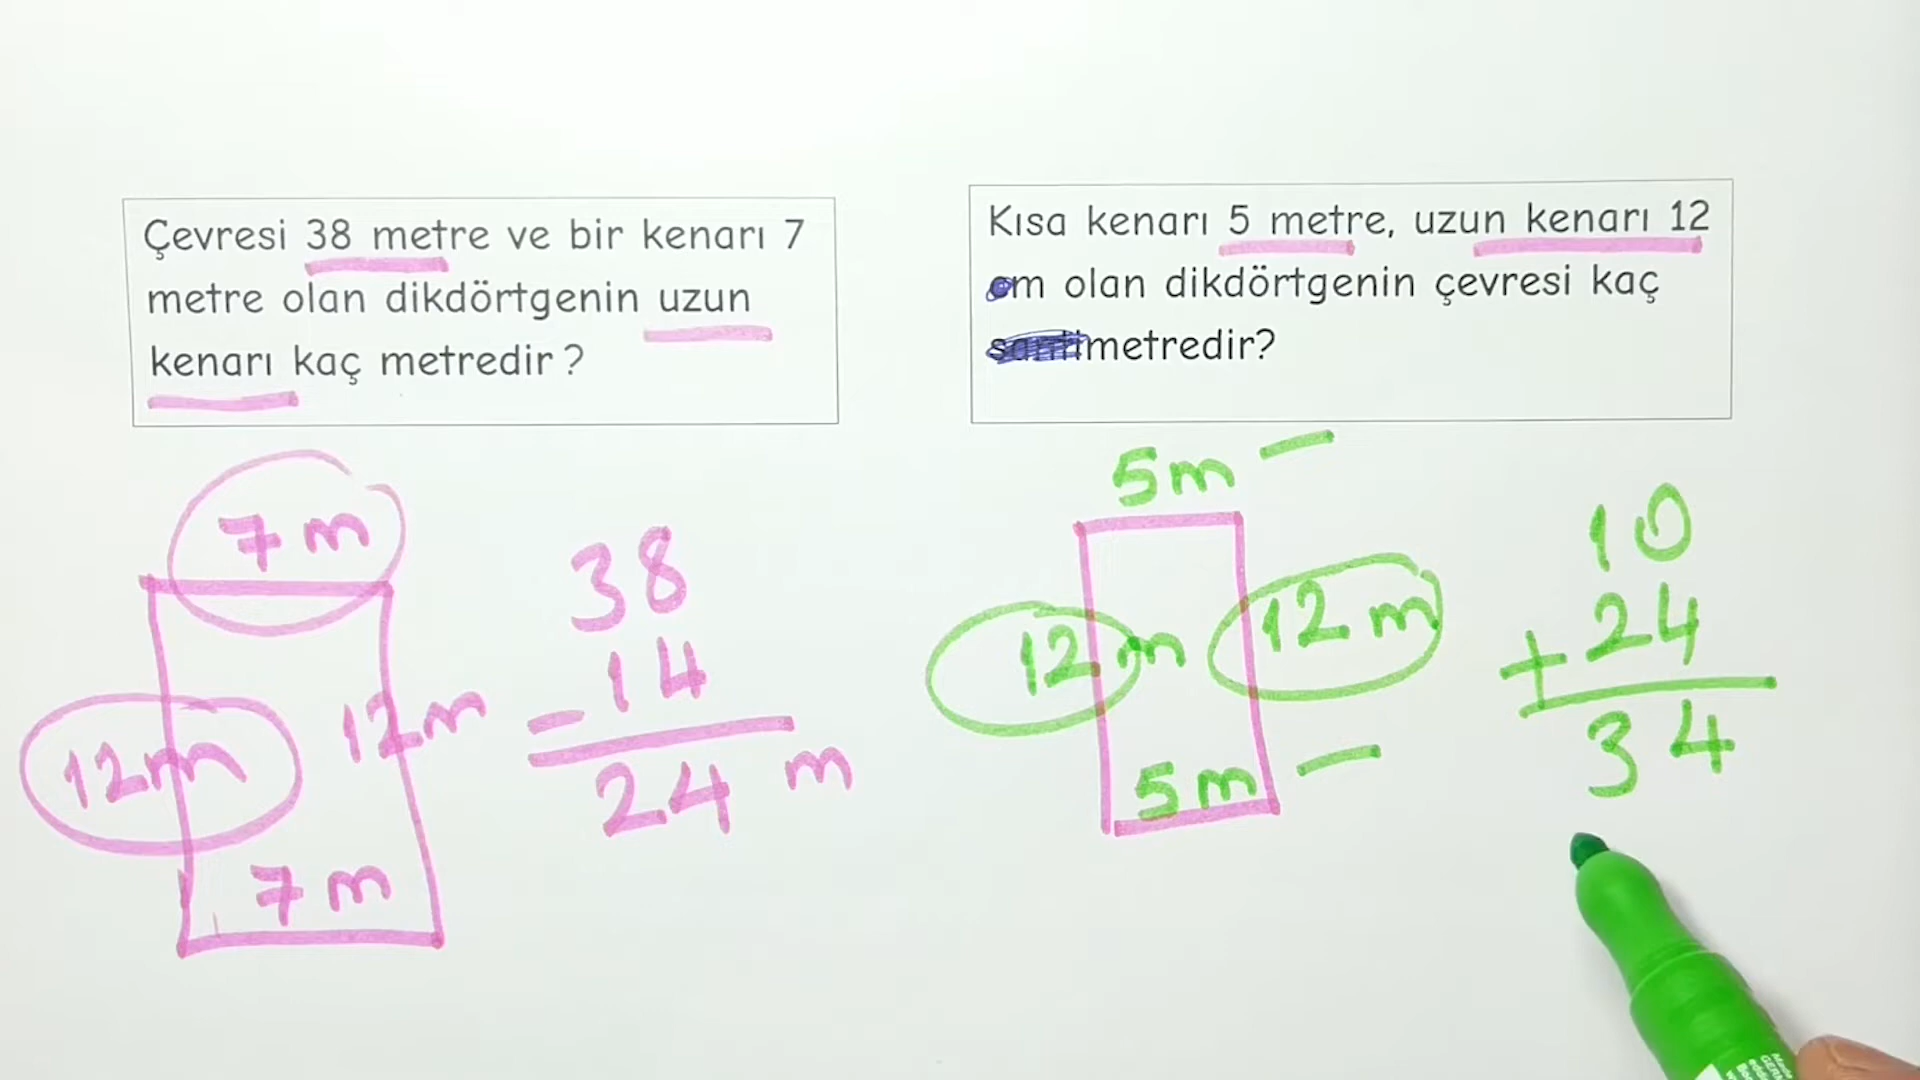 Çevresi 38 metre ve bir kenarı 7
metre olan dikdörtgenin uzun
kenarı kaç metredir ?
7 m
12m
12m
7 m
38
- 14
24 m
Kısa kenarı 5 metre, uzun kenarı 12
m olan dikdörtgenin çevresi kaç
metredir?
5m –
12 m
12 m
5m –
10
+ 24
34